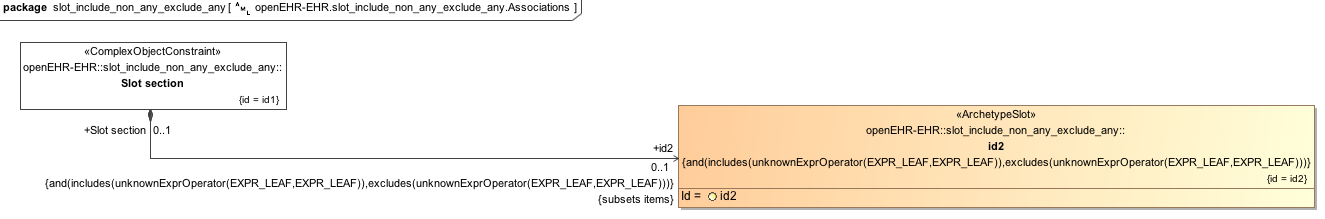 package slot_include_non_any_exclude_any [ AML openEHR-EHR.slot_include_non_any_exclude_any.Associations ]
«ComplexObjectConstraint»
openEHR-EHR::slot_include_non_any_exclude_any::
Slot section
{id = id1}
+Slot section 0..1
+id2
0..1
{and(includes(unknownExprOperator(EXPR_LEAF,EXPR_LEAF)),excludes(unknownExprOperator(EXPR_LEAF,EXPR_LEAF)))}
{subsets items}
«ArchetypeSlot»
openEHR-EHR::slot_include_non_any_exclude_any::
id2
{and(includes(unknownExprOperator(EXPR_LEAF,EXPR_LEAF)),excludes(unknownExprOperator(EXPR_LEAF,EXPR_LEAF)))}
{id = id2}
Id = id2